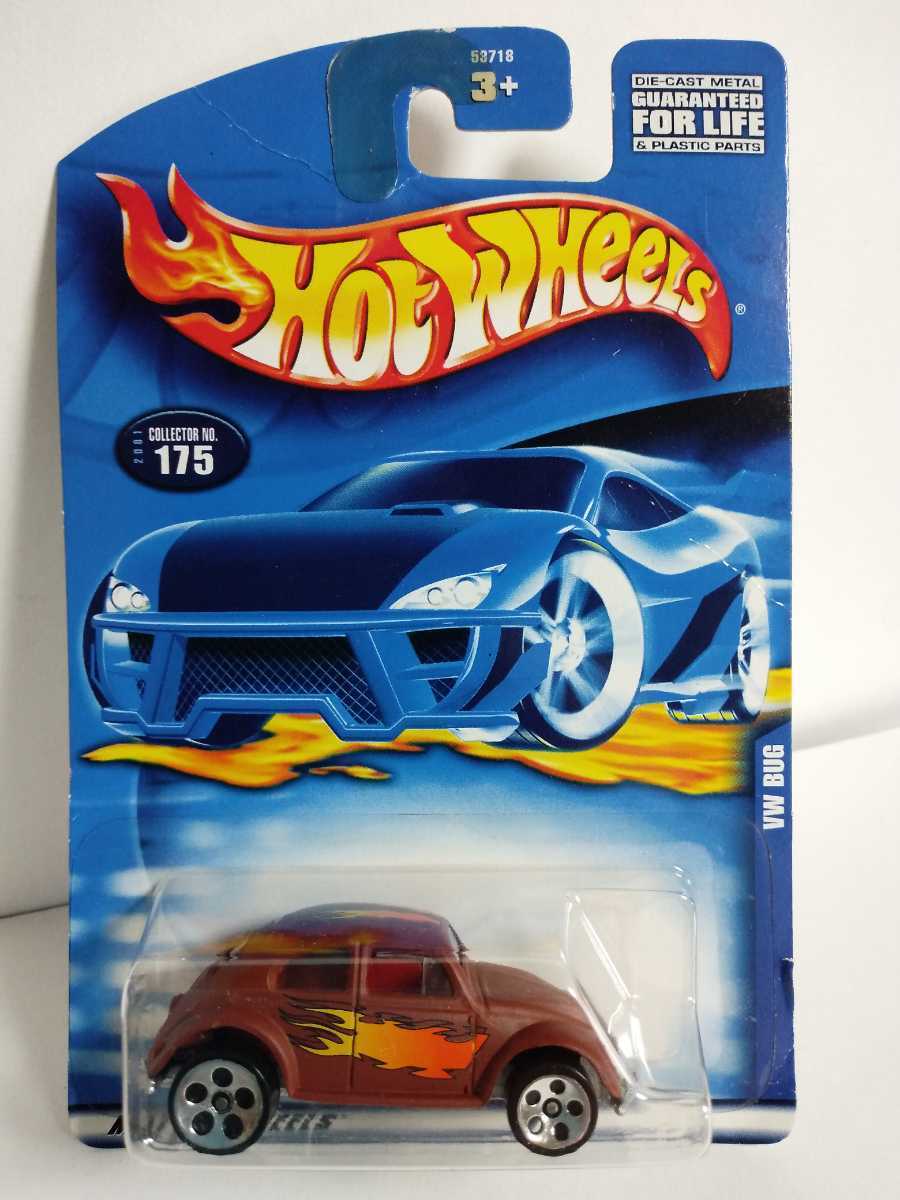 53718
3+
DIE-CAST METAL
GUARANTEED
FOR LIFE
& PLASTIC PARTS
HOT WHEELS®
2001
COLLECTOR NO.
175
VW BUG